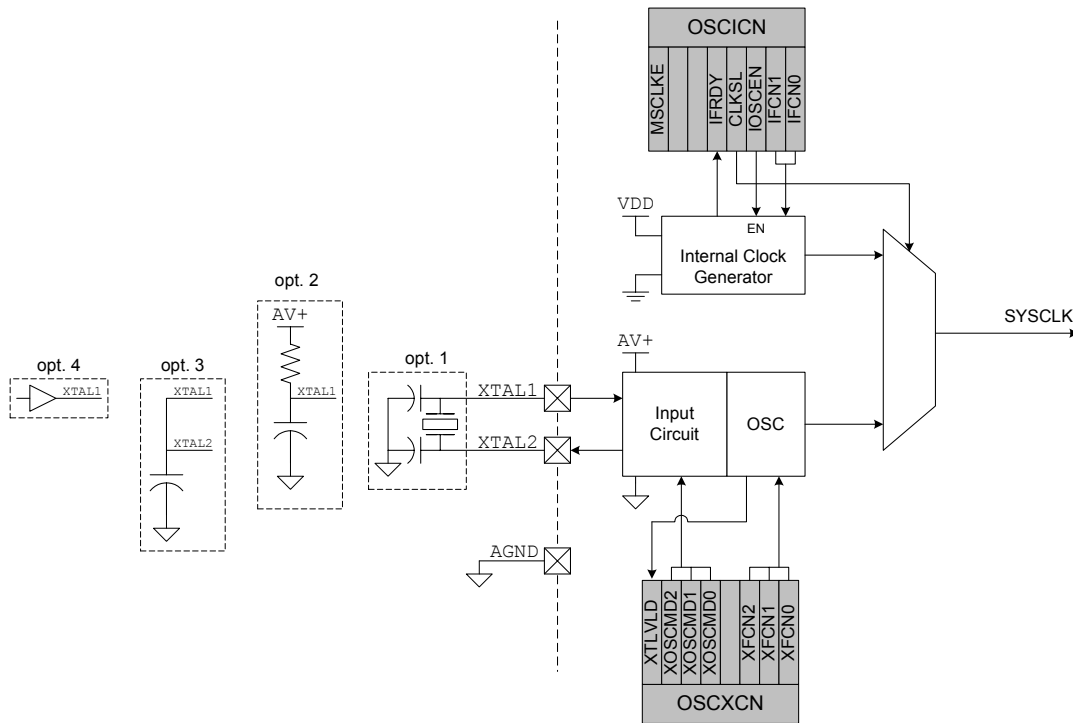 OSCICN
MSCLKE
IFRDY
CLKSL
IOSCEN
IFCN1
IFCN0
VDD
EN
Internal Clock
Generator
SYSCLK
opt. 4
XTAL1
opt. 3
XTAL1
XTAL2
opt. 2
AV+
XTAL1
opt. 1
XTAL1
XTAL2
AGND
AV+
Input
Circuit
OSC
XTLVLD
XOSCMD2
XOSCMD1
XOSCMD0
XFCN2
XFCN1
XFCN0
OSCXCN